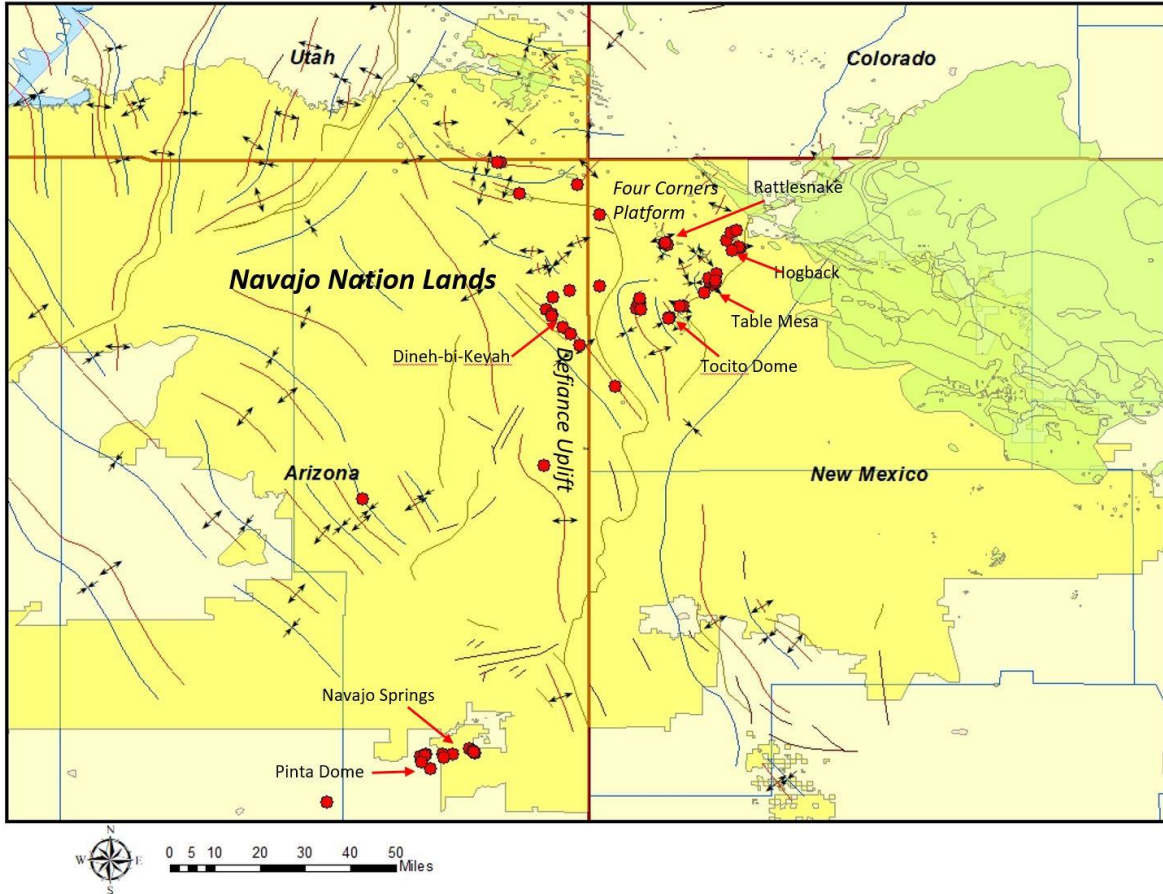 Utah
Colorado
Four Corners
Platform
Rattlesnake
Navajo Nation Lands
Hogback
Table Mesa
Dineh-bi-Keyah
Tocito Dome
Defiance Uplift
Arizona
New Mexico
Navajo Springs
Pinta Dome
N
W E
S
0 5 10 20 30 40 50
Miles